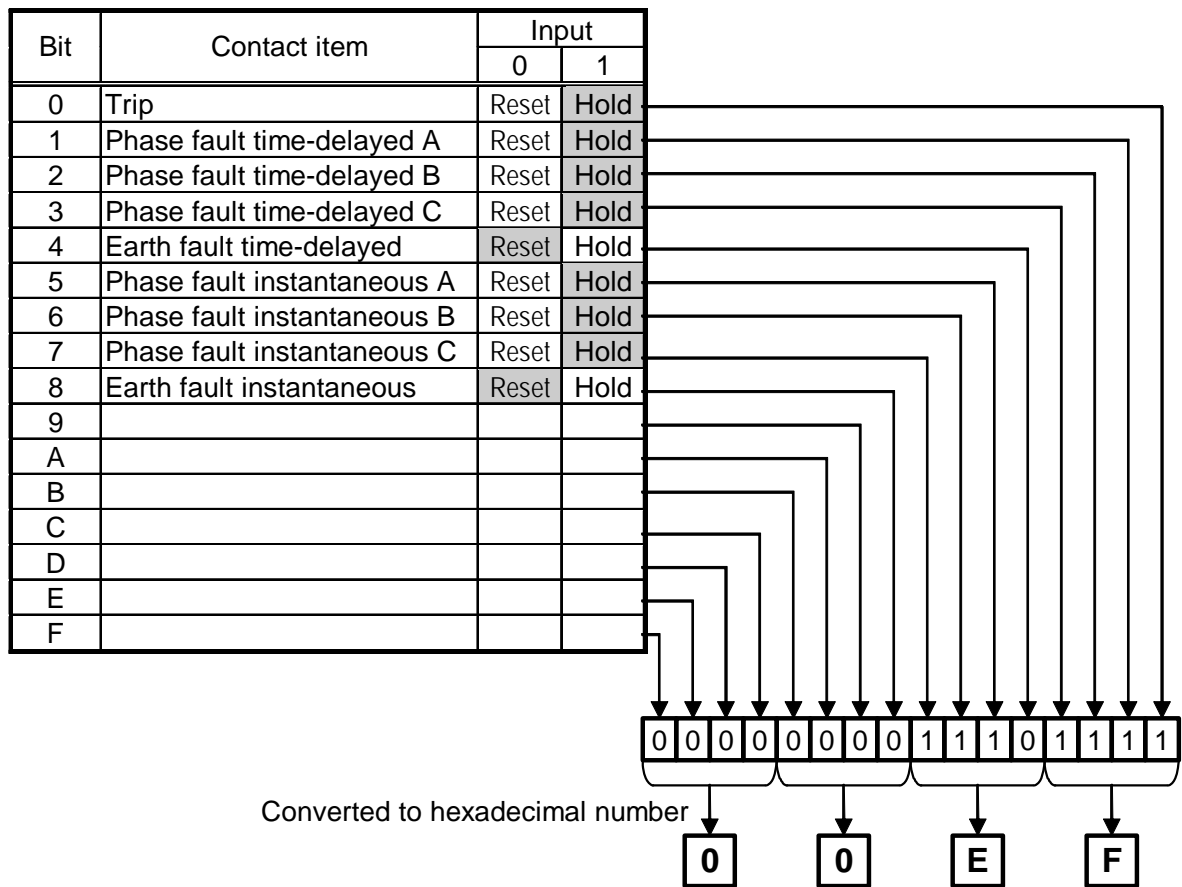 Bit Contact item Input
0 1
0 Trip Reset Hold
1 Phase fault time-delayed A Reset Hold
2 Phase fault time-delayed B Reset Hold
3 Phase fault time-delayed C Reset Hold
4 Earth fault time-delayed Reset Hold
5 Phase fault instantaneous A Reset Hold
6 Phase fault instantaneous B Reset Hold
7 Phase fault instantaneous C Reset Hold
8 Earth fault instantaneous Reset Hold
9
A
B
C
D
E
F
0 0 0 0 0 0 0 0 1 1 1 0 1 1 1 1
Converted to hexadecimal number
0 0 E F